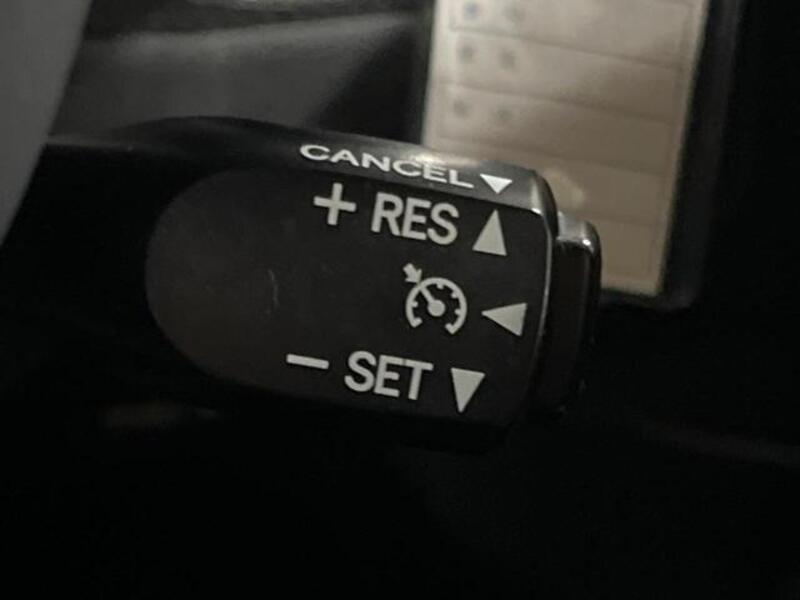 CANCEL ▼
+ RES ▲
◀
− SET ▼